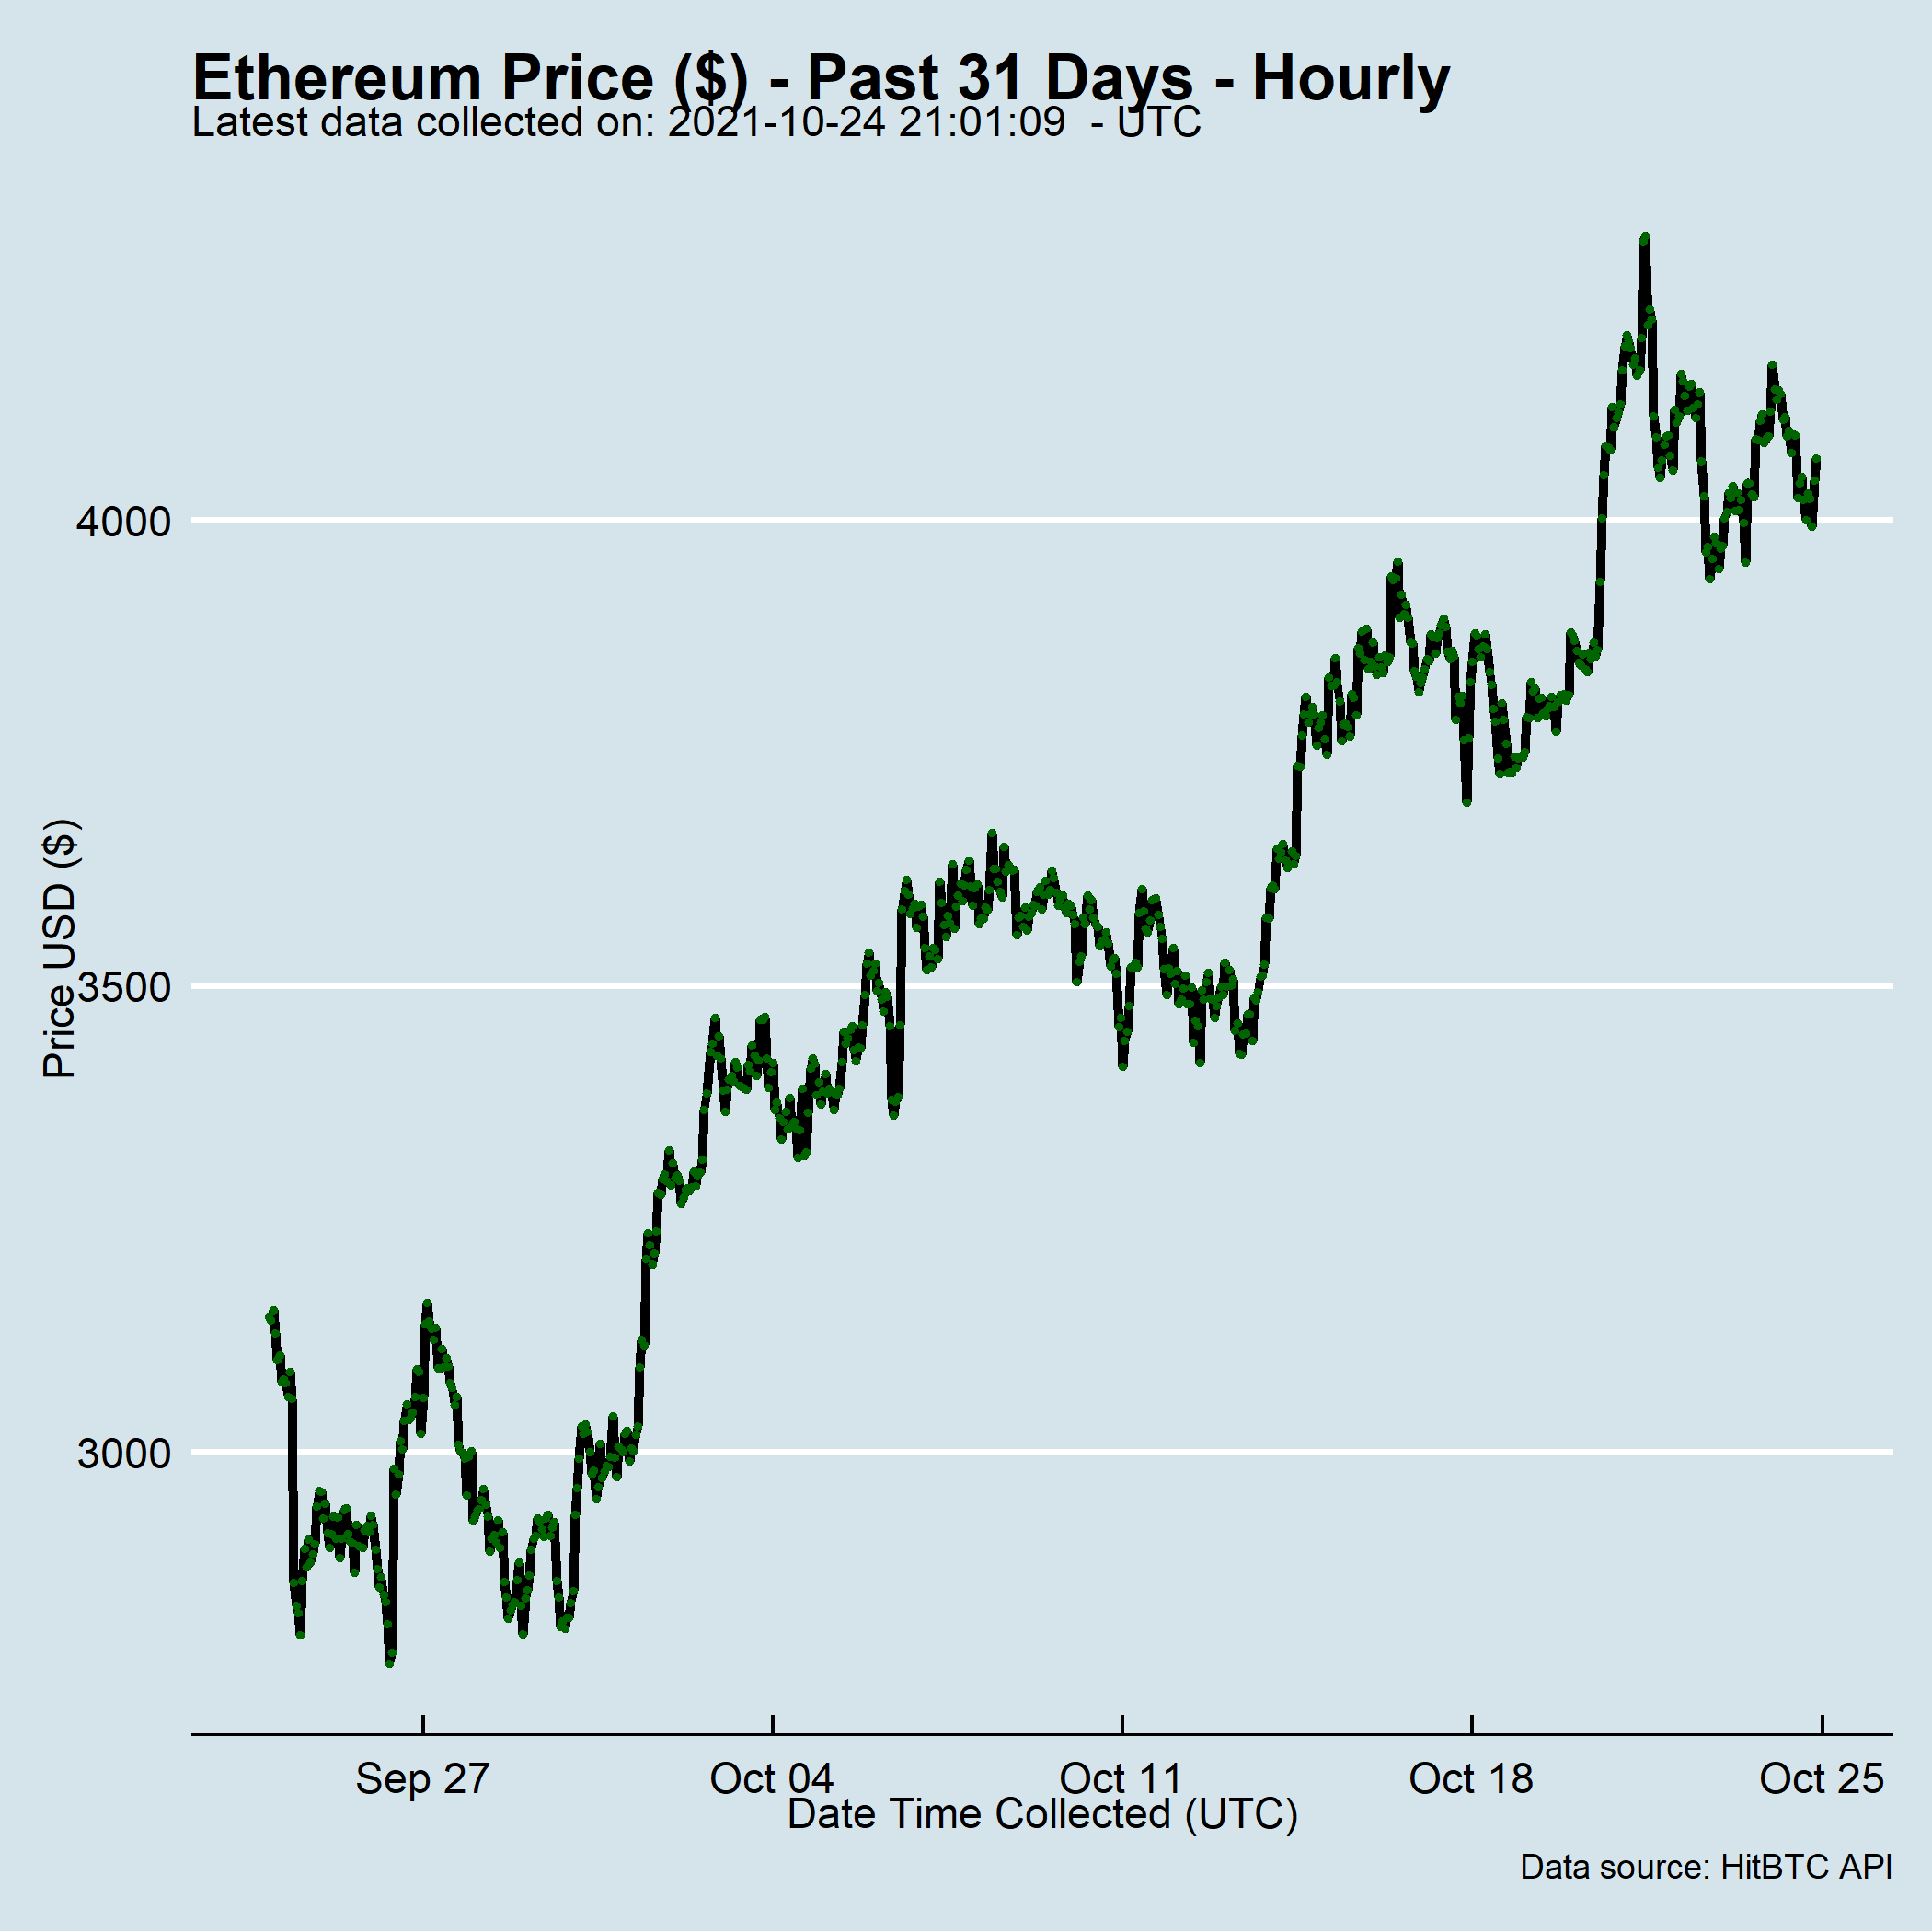 Ethereum Price ($) - Past 31 Days - Hourly
Latest data collected on: 2021-10-24 21:01:09  - UTC
4000
3500
3000
Price USD ($)
Sep 27
Oct 04
Oct 11
Oct 18
Oct 25
Date Time Collected (UTC)
Data source: HitBTC API